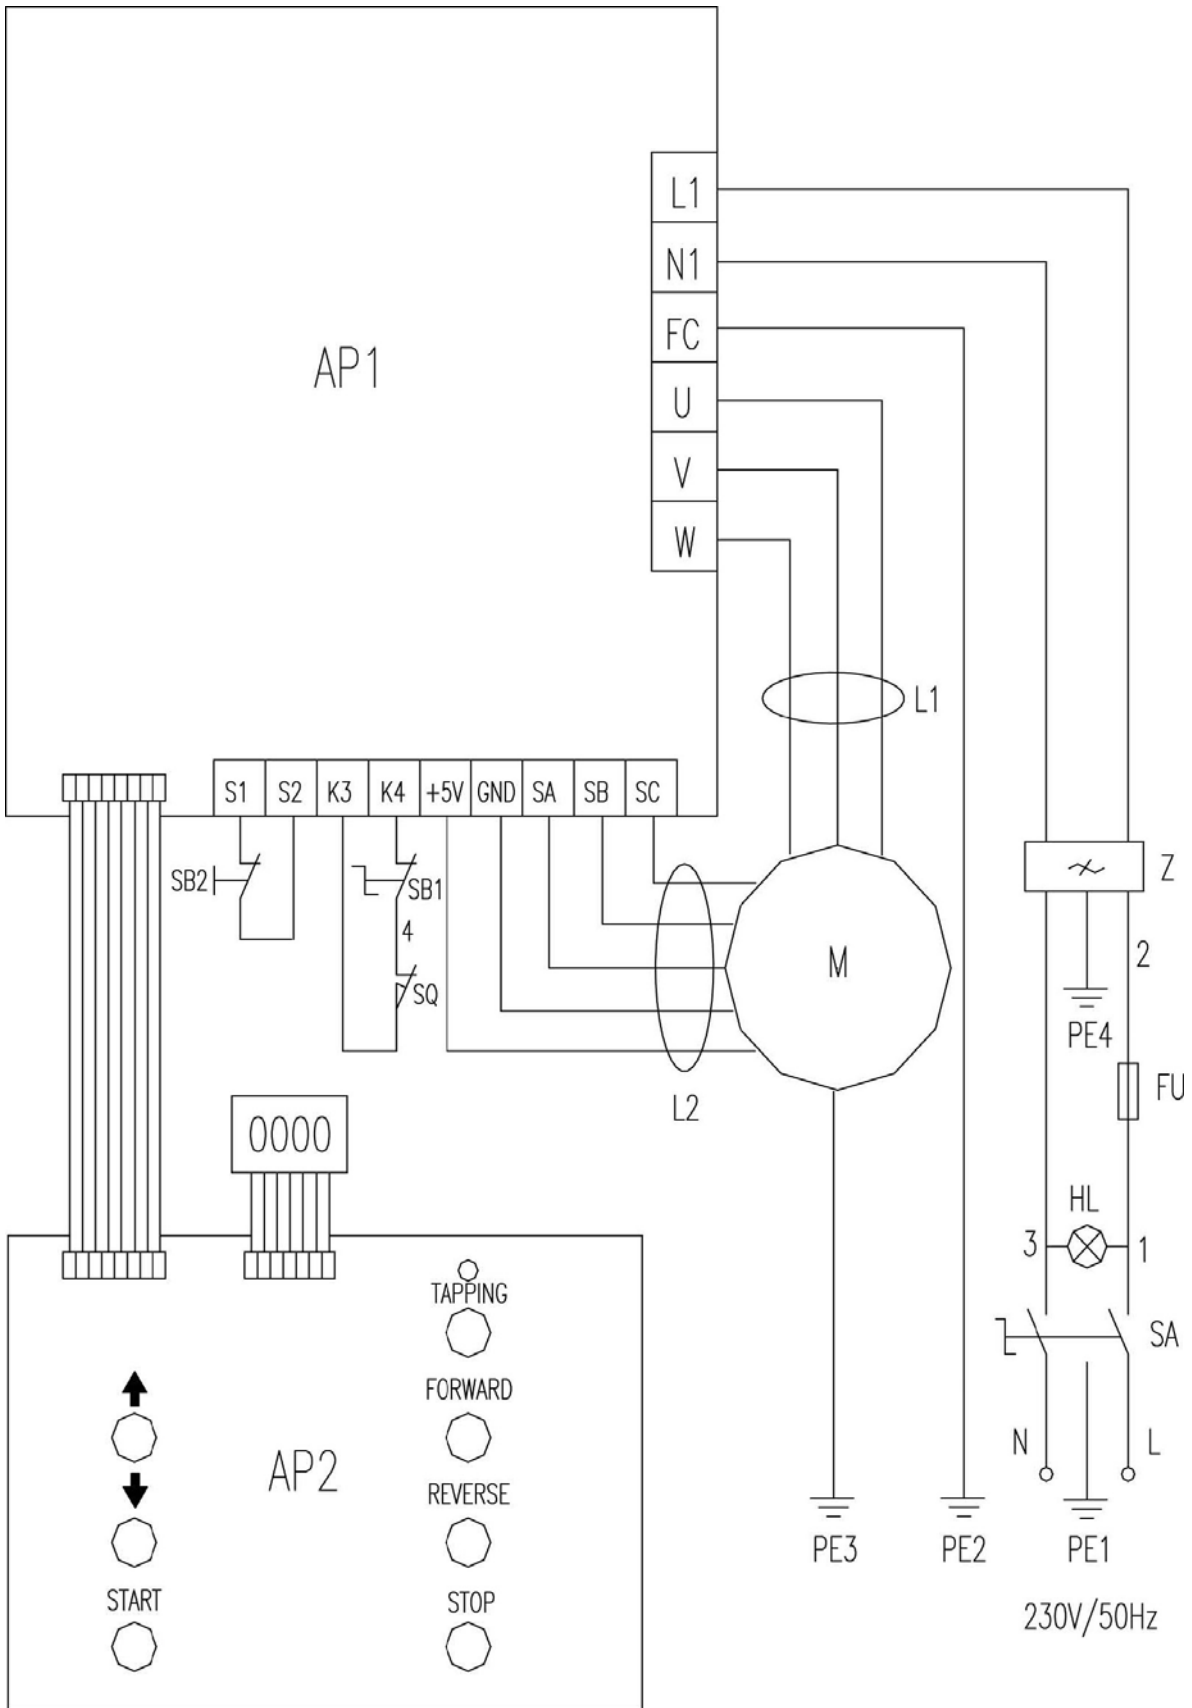 L1
N1
FC
AP1
U
V
W
L1
S1 S2 K3 K4 +5V GND SA SB SC
SB2
SB1
Z
4
M
2
SQ
PE4
FU
L2
0000
HL
3
1
TAPPING
SA
FORWARD
N
L
AP2
REVERSE
PE3
PE2
PE1
START
STOP
230V/50Hz